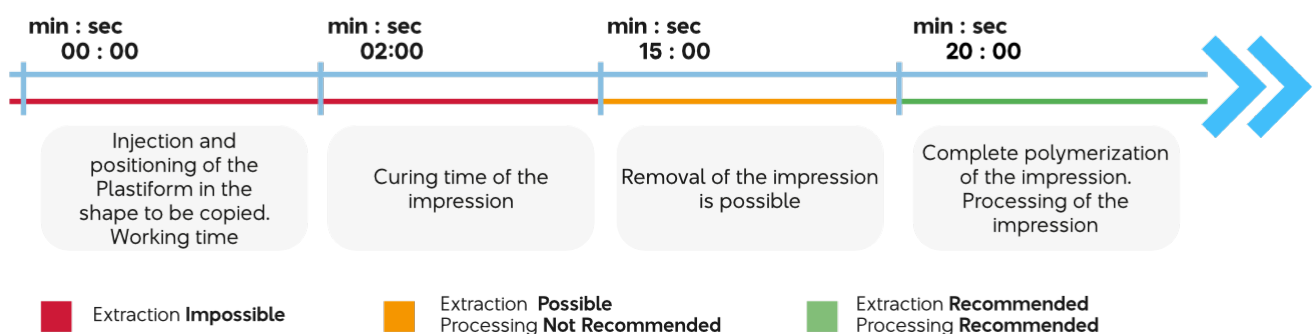 min : sec
00 : 00
min : sec
02:00
min : sec
15 : 00
min : sec
20 : 00
Injection and
positioning of the
Plastiform in the
shape to be copied.
Working time
Curing time of the
impression
Removal of the impression
is possible
Complete polymerization
of the impression.
Processing of the
impression
Extraction Impossible
Extraction Possible
Processing Not Recommended
Extraction Recommended
Processing Recommended